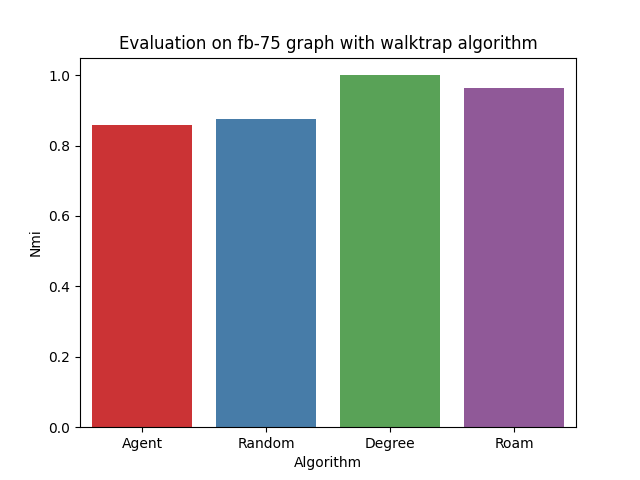 Evaluation on fb-75 graph with walktrap algorithm
1.0
0.8
0.6
0.4
0.2
0.0
Nmi
Agent Random Degree Roam
Algorithm